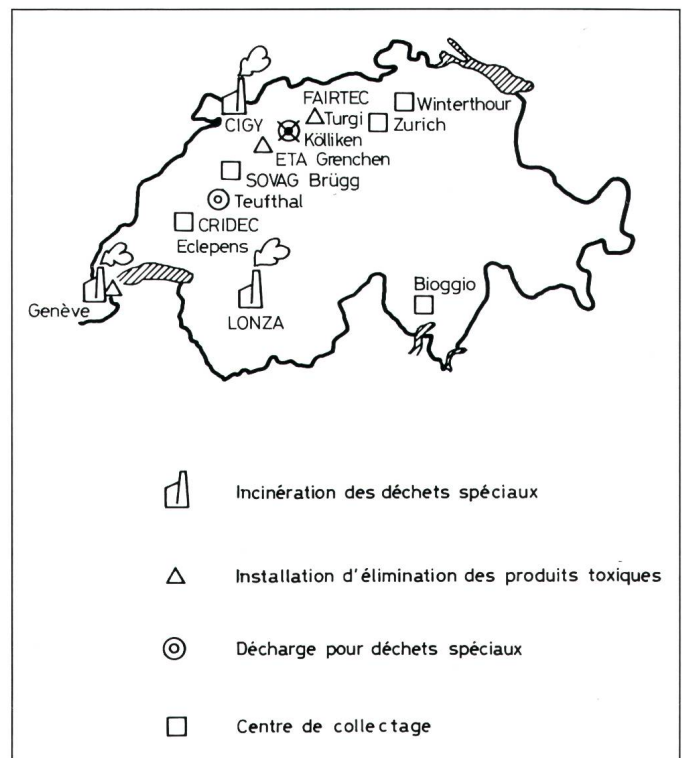 FAIRTEC
Winterthour
CIGY
Turgi
Zurich
Kölliken
ETA Grenchen
SOVAG Brügg
Teufthal
CRIDEC
Eclepens
Genève
LONZA
Bioggio
Incinération des déchets spéciaux
Installation d'élimination des produits toxiques
Décharge pour déchets spéciaux
Centre de collectage